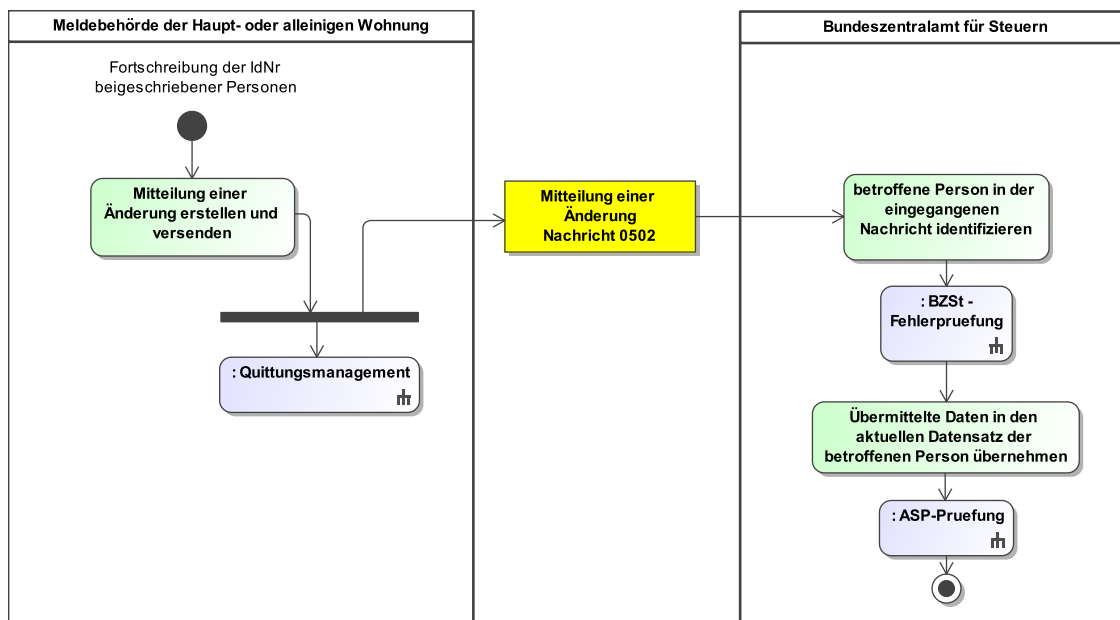 Meldebehörde der Haupt- oder alleinigen Wohnung
Fortschreibung der IdNr
beigeschriebener Personen
Mitteilung einer
Änderung erstellen und
versenden
: Quittungsmanagement
Mitteilung einer
Änderung
Nachricht 0502
Bundeszentralamt für Steuern
betroffene Person in der
eingegangenen
Nachricht identifizieren
: BZSt -
Fehlerpruefung
Übermittelte Daten in den
aktuellen Datensatz der
betroffenen Person übernehmen
: ASP-Pruefung